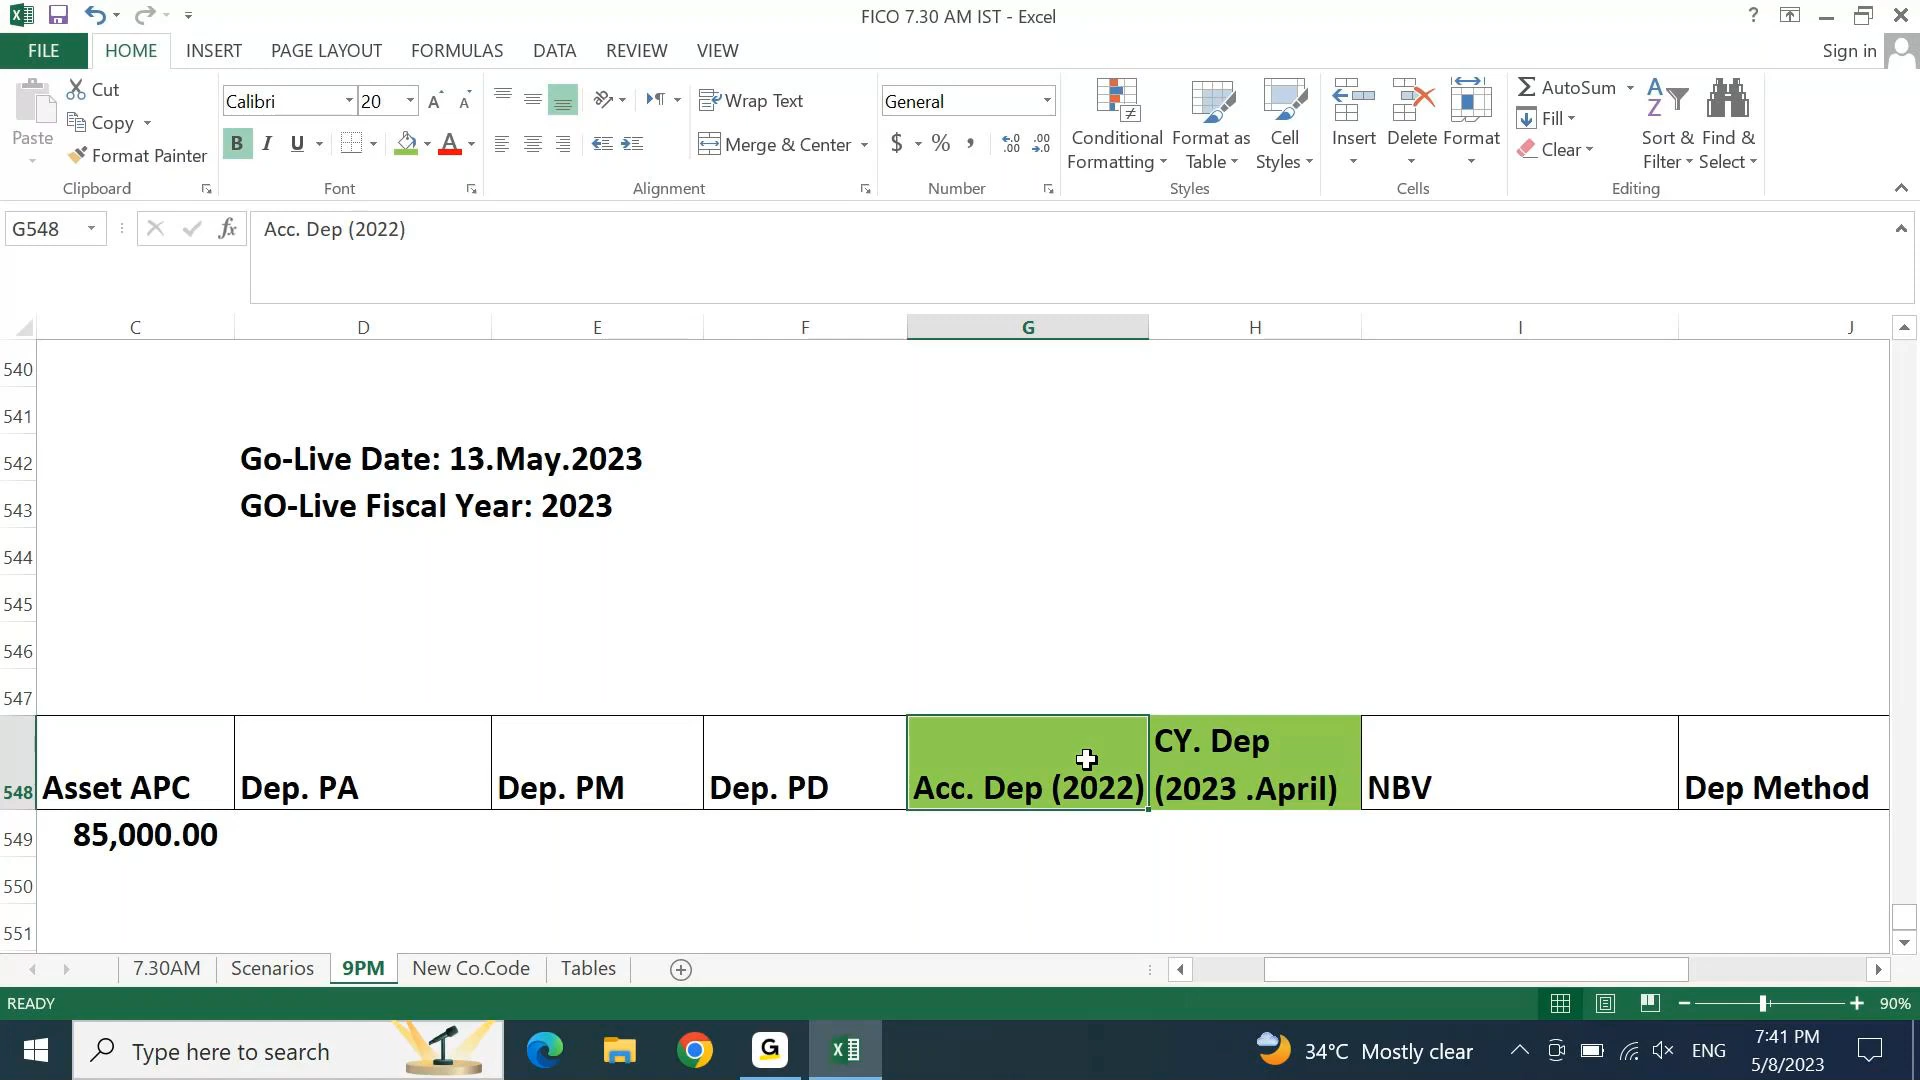 FICO 7.30 AM IST - Excel
?
FILE HOME INSERT PAGE LAYOUT FORMULAS DATA REVIEW VIEW Sign in
Paste
Cut
Copy
Format Painter
Clipboard
Calibri 20
B I U
Font
Wrap Text
Merge & Center
Alignment
General
$ % ,
Number
Conditional Formatting
Format as Table
Cell Styles
Styles
Insert Delete Format
Cells
AutoSum
Fill
Clear
Sort & Filter
Find & Select
Editing
G548 fx Acc. Dep (2022)
C D E F G H I J
540
541
542 Go-Live Date: 13.May.2023
543 GO-Live Fiscal Year: 2023
544
545
546
547
548 Asset APC Dep. PA Dep. PM Dep. PD Acc. Dep (2022) CY. Dep (2023 .April) NBV Dep Method
549 85,000.00
550
551
7.30AM Scenarios 9PM New Co.Code Tables
READY 90%
Type here to search
34°C Mostly clear ENG
7:41 PM
5/8/2023